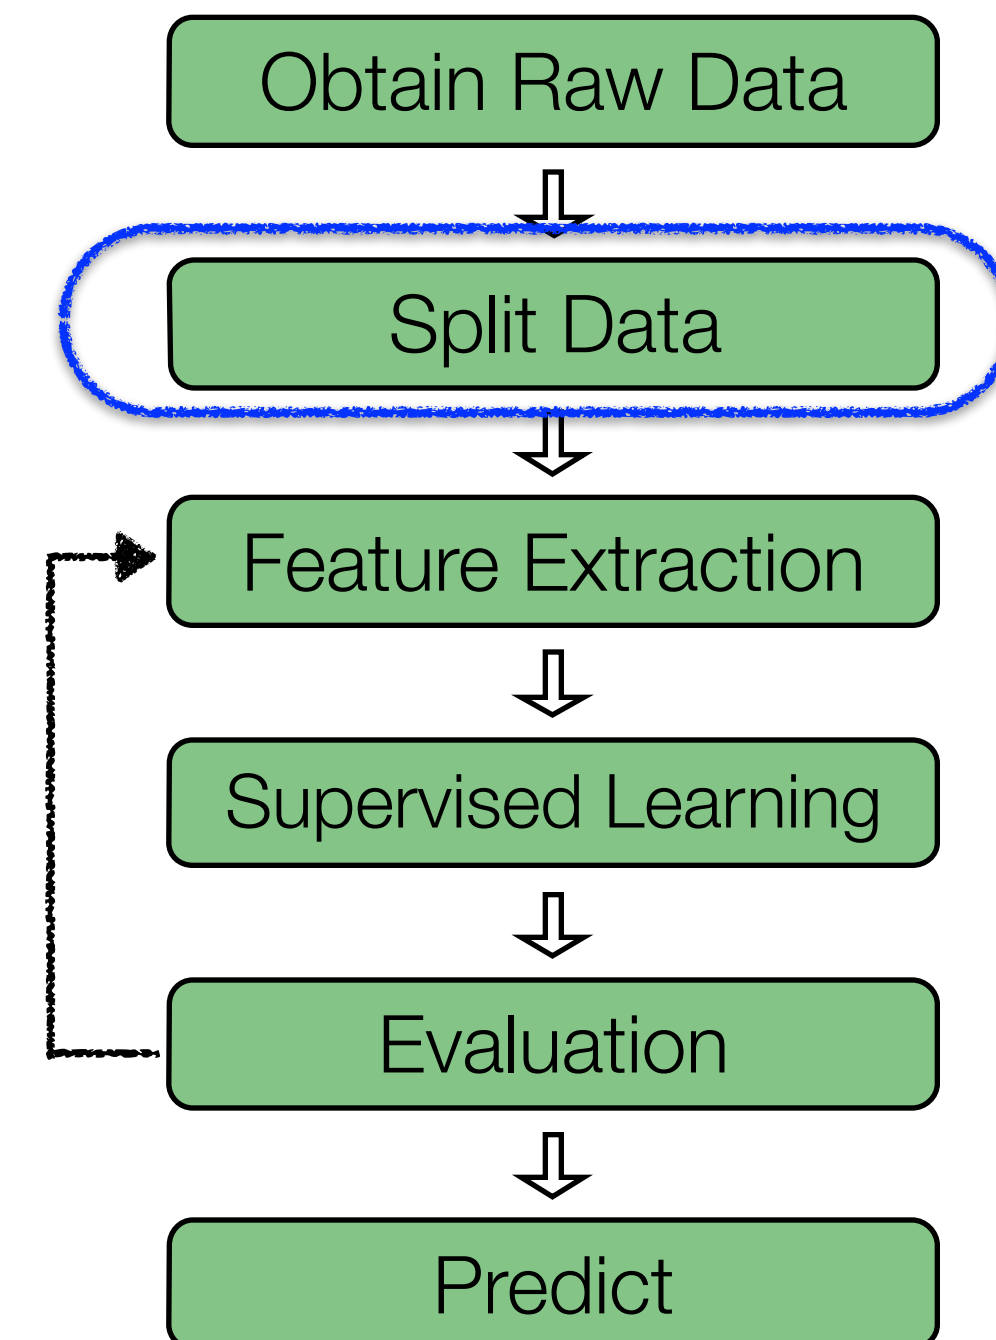 Obtain Raw Data
Split Data
Feature Extraction
Supervised Learning
Evaluation
Predict